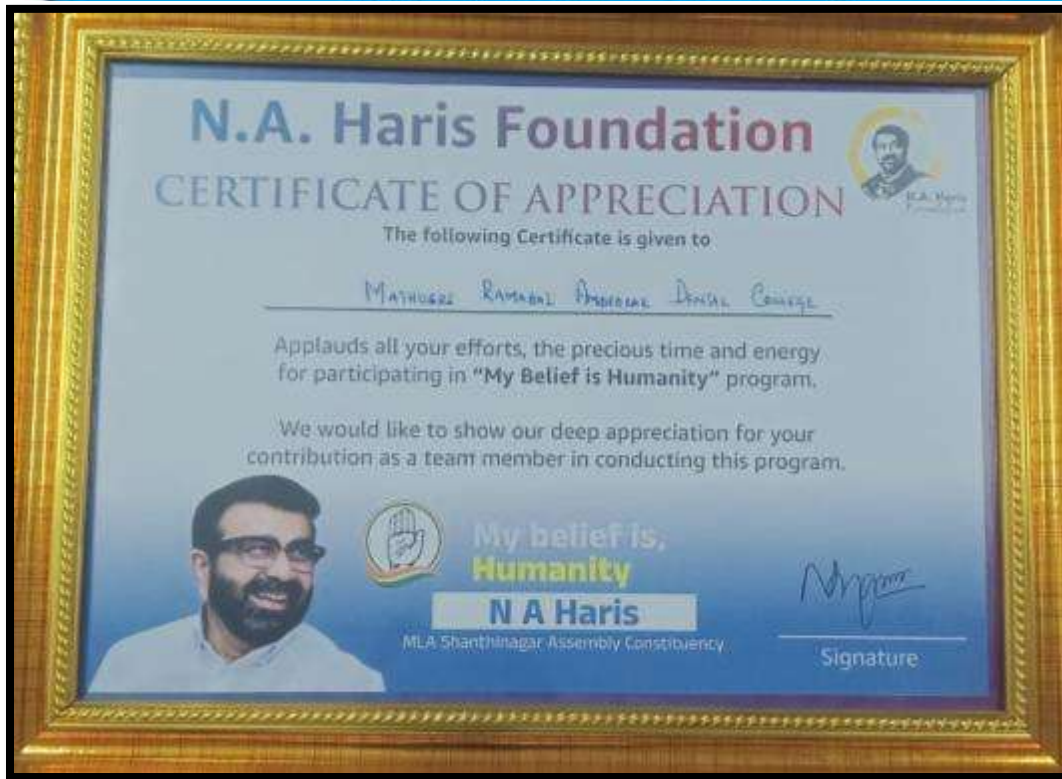 N.A. Haris Foundation
CERTIFICATE OF APPRECIATION
N.A. Haris
Foundation
The following Certificate is given to
MATHUSRI RAMABAI AMBEDKAR DENTAL COLLEGE
Applauds all your efforts, the precious time and energy
for participating in "My Belief is Humanity" program.
We would like to show our deep appreciation for your
contribution as a team member in conducting this program.
My belief is,
Humanity
N A Haris
MLA Shanthinagar Assembly Constituency
Signature